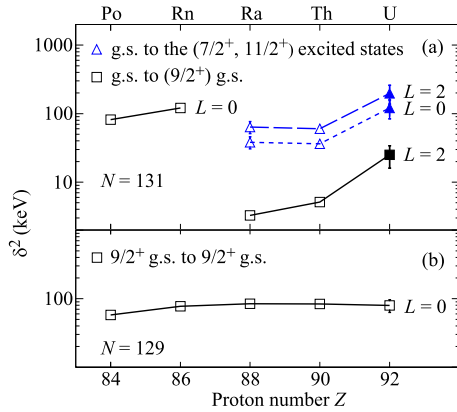 Po Rn Ra Th U
1000
g.s. to the (7/2⁺, 11/2⁺) excited states (a)
g.s. to (9/2⁺) g.s.
L = 2
100
L = 0
L = 0
L = 2
10
N = 131
δ² (keV)
9/2⁺ g.s. to 9/2⁺ g.s. (b)
100
L = 0
N = 129
84 86 88 90 92
Proton number Z